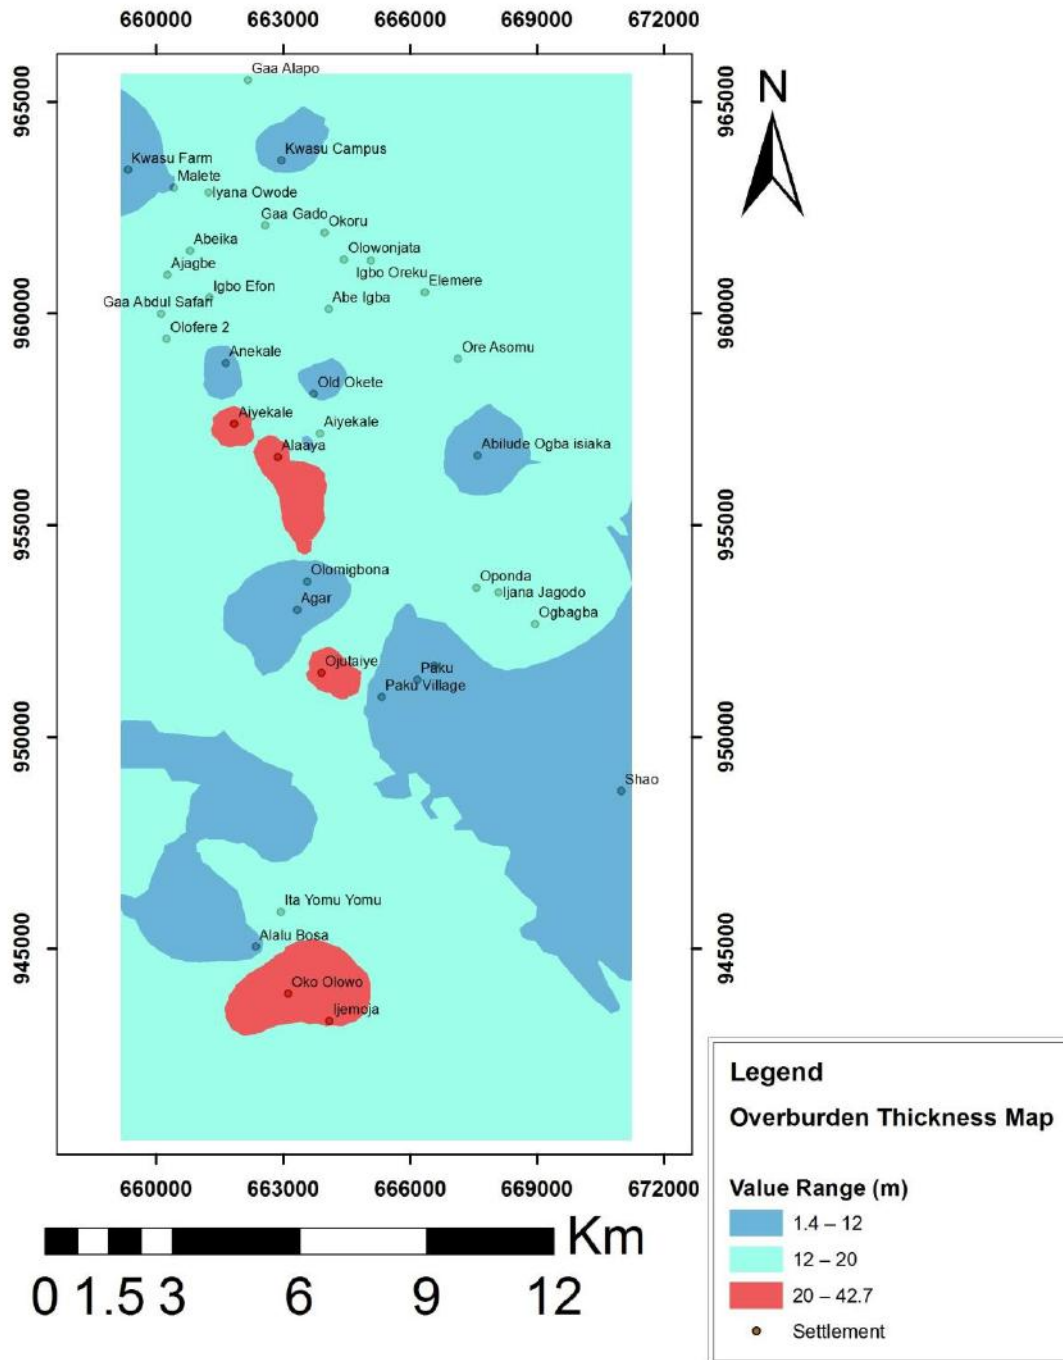 660000 663000 666000 669000 672000
N
965000
965000
Gaa Alapo
Kwasu Campus
Kwasu Farm
Malete
Iyana Owode
Gaa Gado
Okoru
Abeika
Olowonjata
Ajagbe
Igbo Oreku
Elemere
Igbo Efon
Gaa Abdul Safari
Abe Igba
960000
960000
Olofere 2
Anekale
Ore Asomu
Old Okete
Aiyekale
Aiyekale
Alaaya
Abilude Ogba isiaka
955000
955000
Olomigbona
Oponda
Agar
Ijana Jagodo
Ogbagba
Ojutaiye
Paku
Paku Village
950000
950000
Shao
Ita Yomu Yomu
Alalu Bosa
945000
945000
Oko Olowo
Ijemoja
660000 663000 666000 669000 672000
Km
0 1.5 3 6 9 12
Legend
Overburden Thickness Map
Value Range (m)
1.4 – 12
12 – 20
20 – 42.7
Settlement